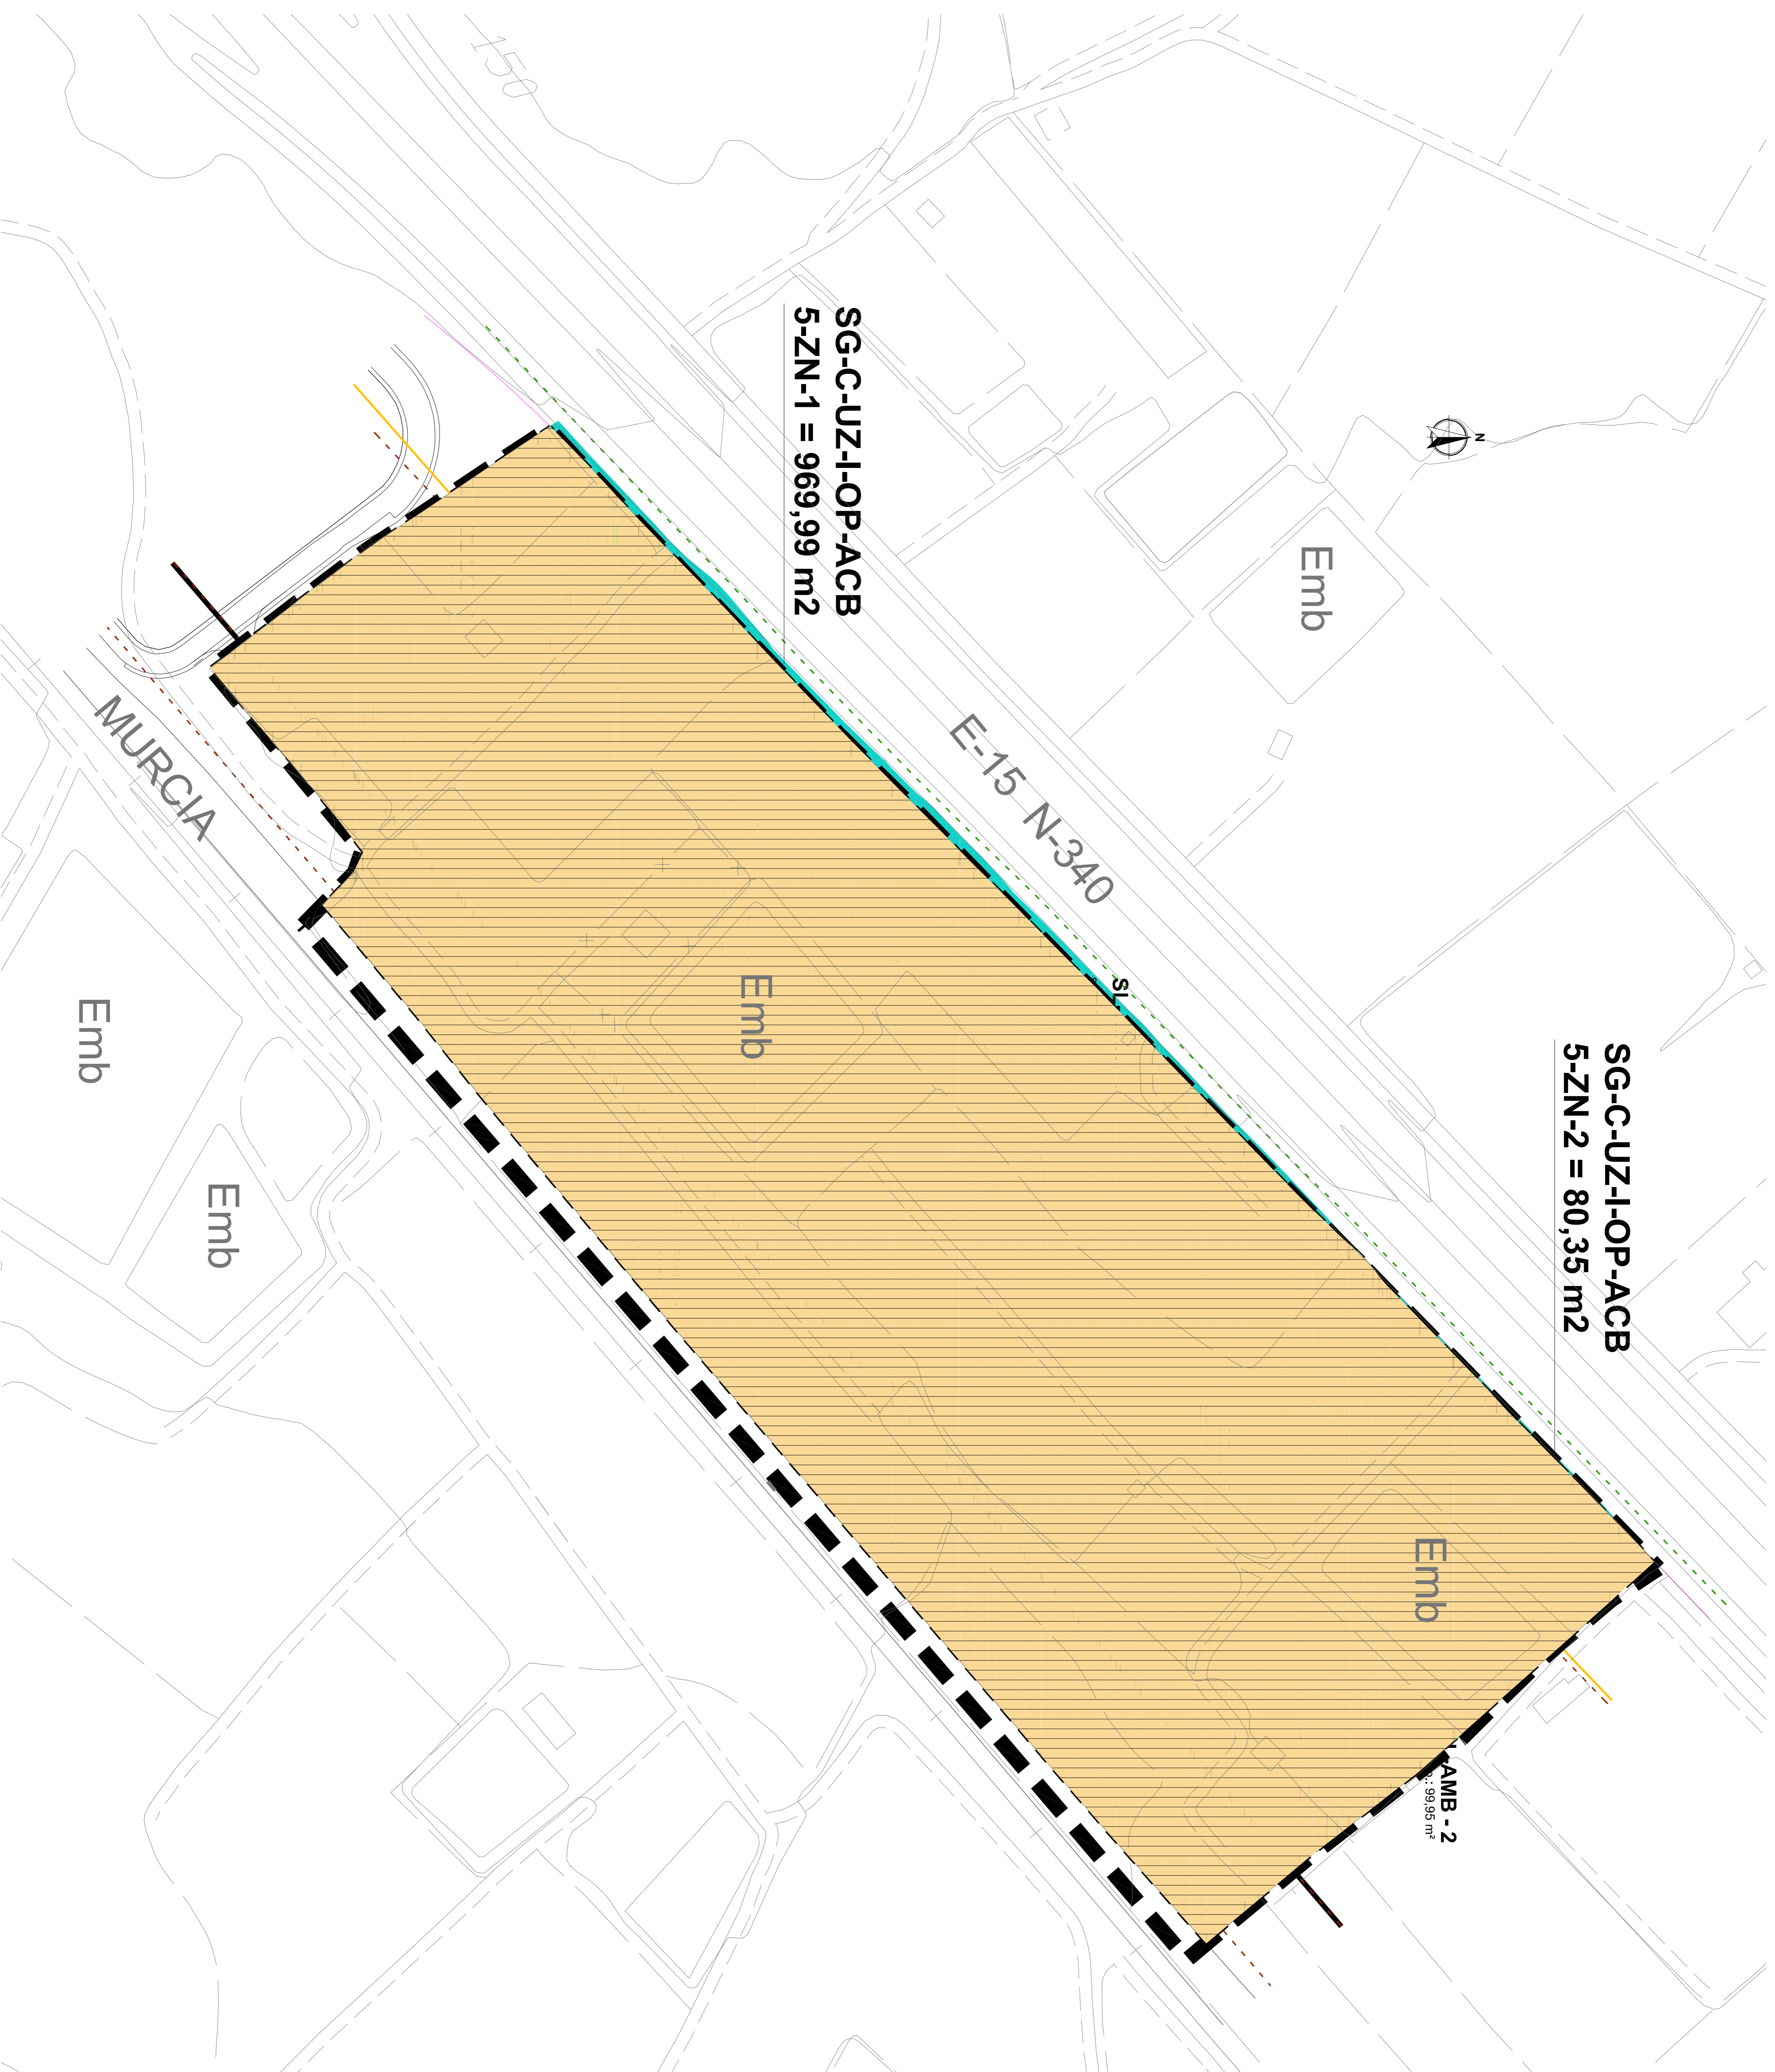 SG-C-UZ-I-OP-ACB
5-ZN-1 = 969,99 m2
SG-C-UZ-I-OP-ACB
5-ZN-2 = 80,35 m2
N
Emb
E-15 N-340
SL
Emb
MURCIA
Emb
Emb
Emb
AMB - 2
: 99,95 m²